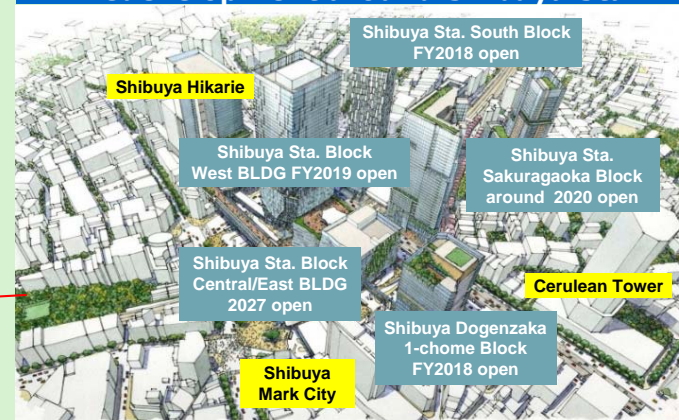 Shibuya Sta. South Block
FY2018 open
Shibuya Hikarie
Shibuya Sta. Block
West BLDG FY2019 open
Shibuya Sta.
Sakuragaoka Block
around 2020 open
Shibuya Sta. Block
Central/East BLDG
2027 open
Cerulean Tower
Shibuya Dogenzaka
1-chome Block
FY2018 open
Shibuya
Mark City